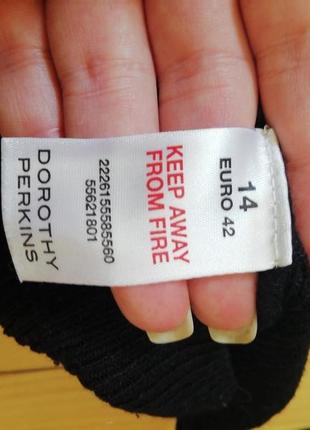 14
EURO 42
KEEP AWAY
FROM FIRE
2226155585560
55621801
DOROTHY
PERKINS